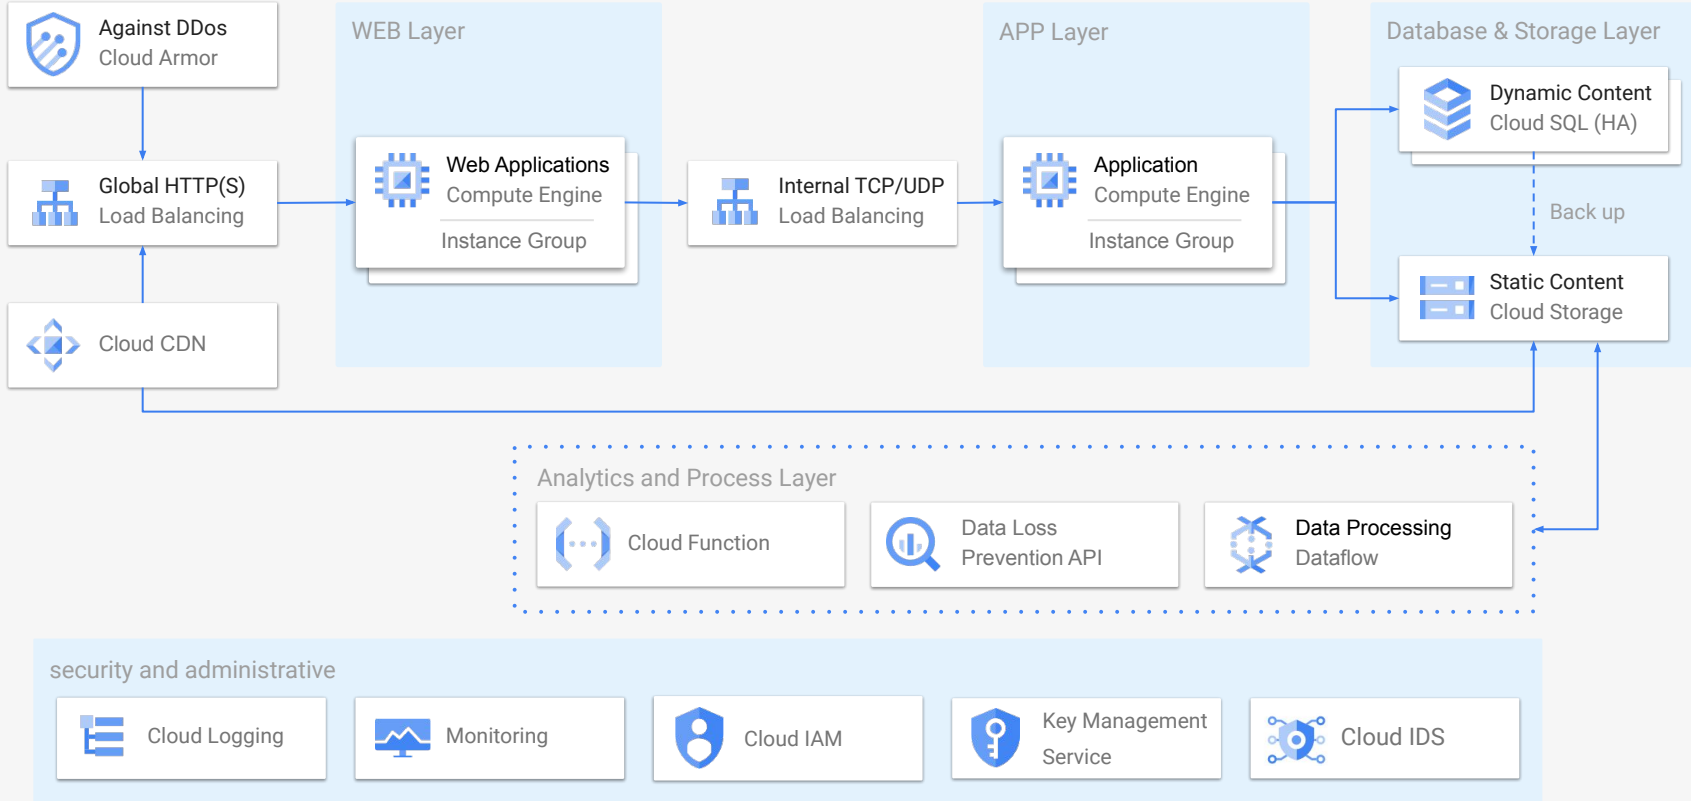 Against DDos
Cloud Armor
Global HTTP(S)
Load Balancing
Cloud CDN
WEB Layer
Web Applications
Compute Engine
Instance Group
Internal TCP/UDP
Load Balancing
APP Layer
Application
Compute Engine
Instance Group
Database & Storage Layer
Dynamic Content
Cloud SQL (HA)
Back up
Static Content
Cloud Storage
Analytics and Process Layer
Cloud Function
Data Loss
Prevention API
Data Processing
Dataflow
security and administrative
Cloud Logging
Monitoring
Cloud IAM
Key Management
Service
Cloud IDS